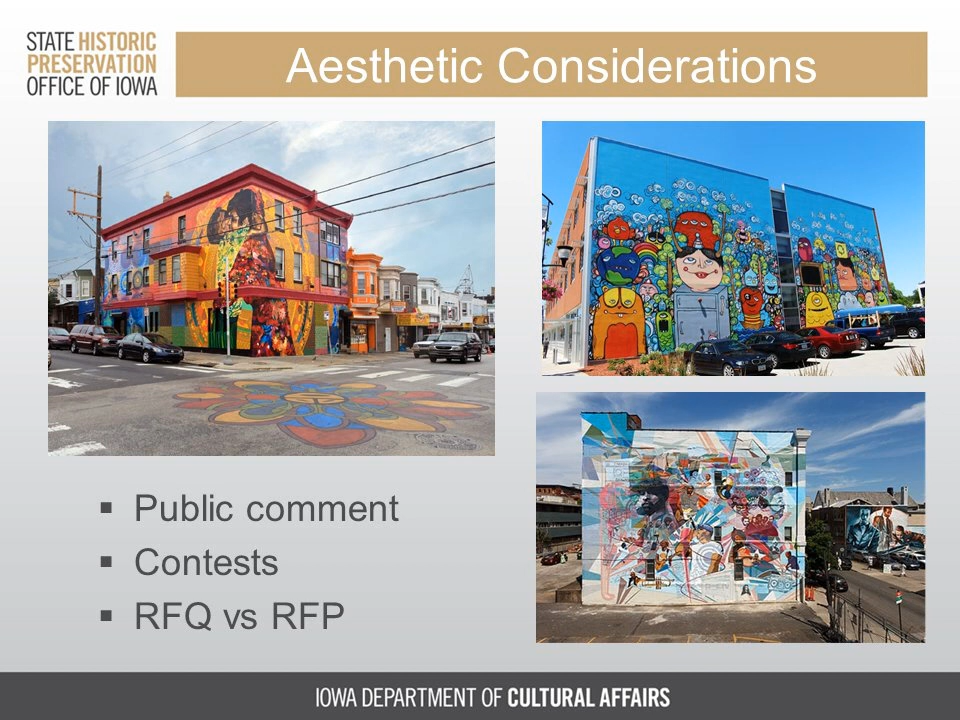 STATE HISTORIC
PRESERVATION
OFFICE OF IOWA
Aesthetic Considerations
▪ Public comment
▪ Contests
▪ RFQ vs RFP
IOWA DEPARTMENT OF CULTURAL AFFAIRS